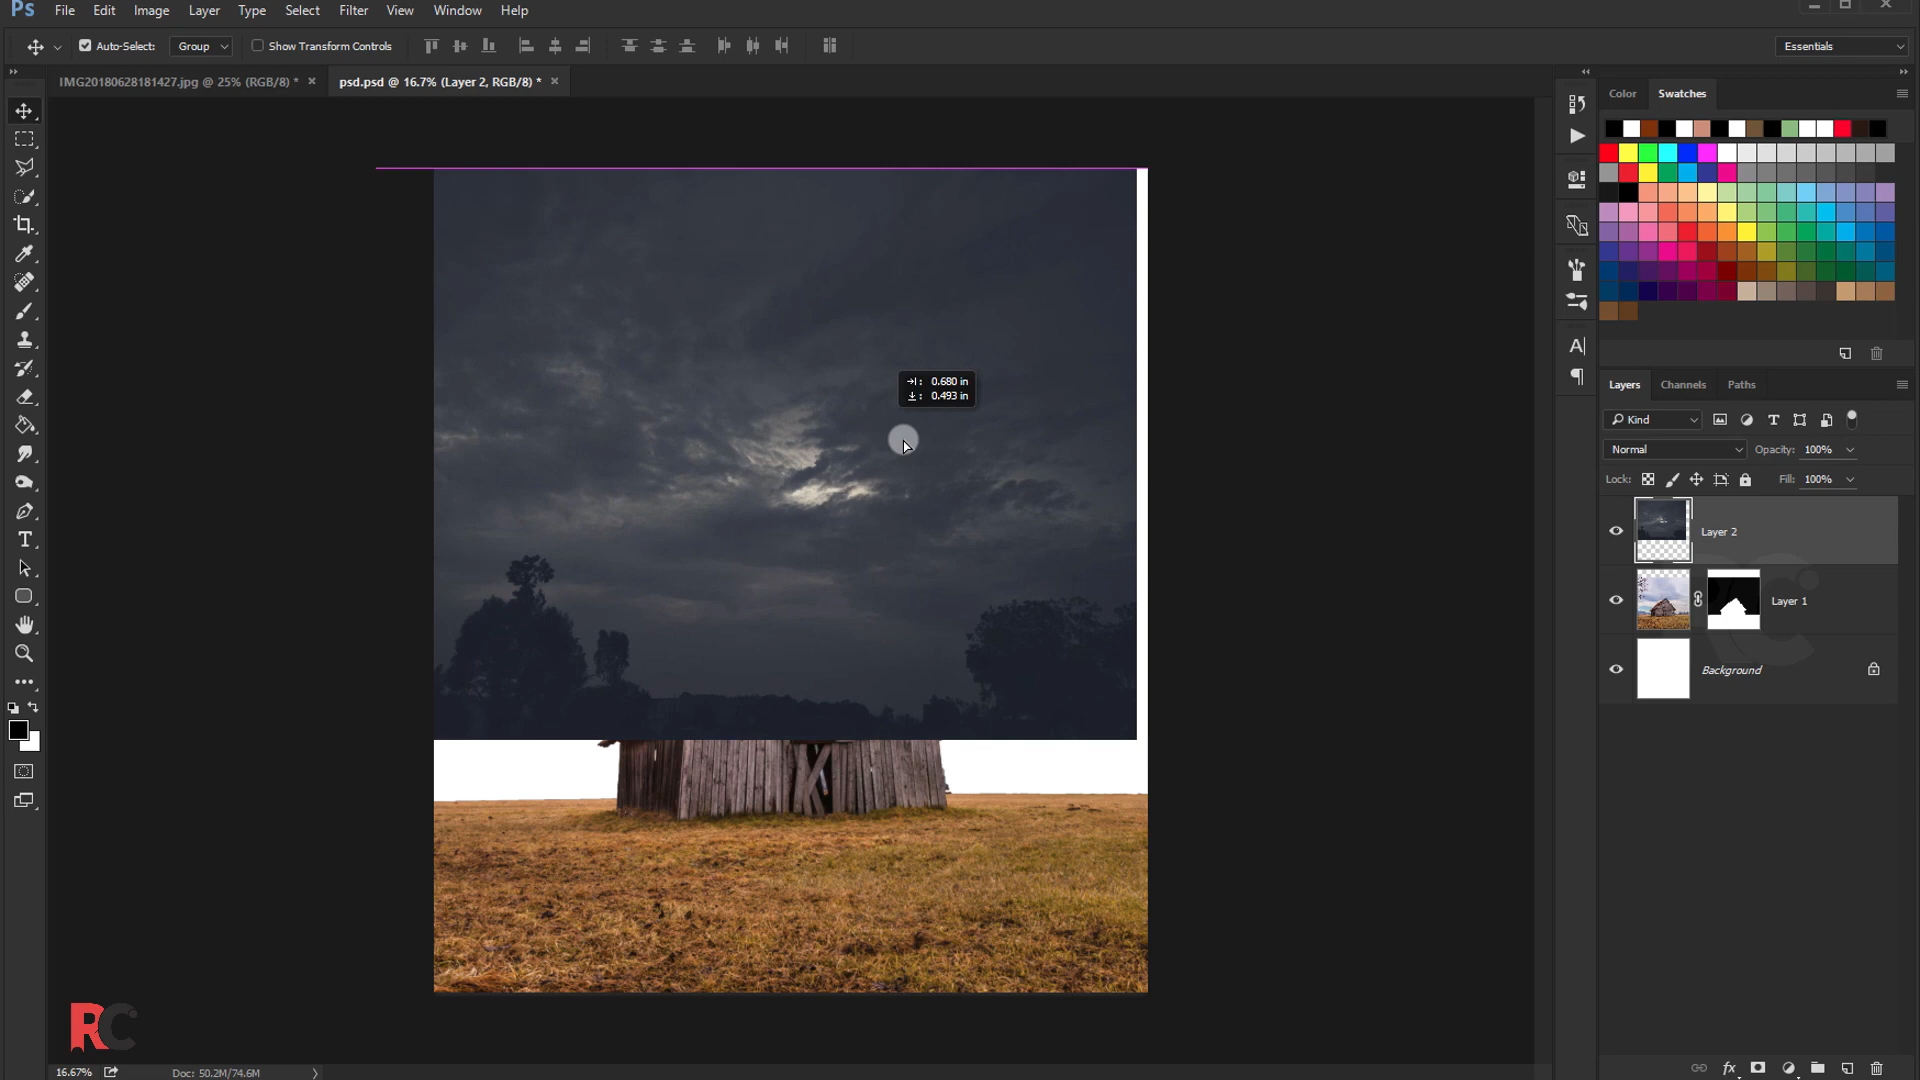 Ps File Edit Image Layer Type Select Filter View Window Help
Auto-Select: Group Show Transform Controls Essentials
IMG20180628181427.jpg @ 25% (RGB/8) * psd.psd @ 16.7% (Layer 2, RGB/8) *
Color Swatches
0.680 in
0.493 in
Layers Channels Paths
Kind
Normal Opacity: 100%
Lock: Fill: 100%
Layer 2
Layer 1
Background
RC
16.67% Doc: 50.2M/74.6M